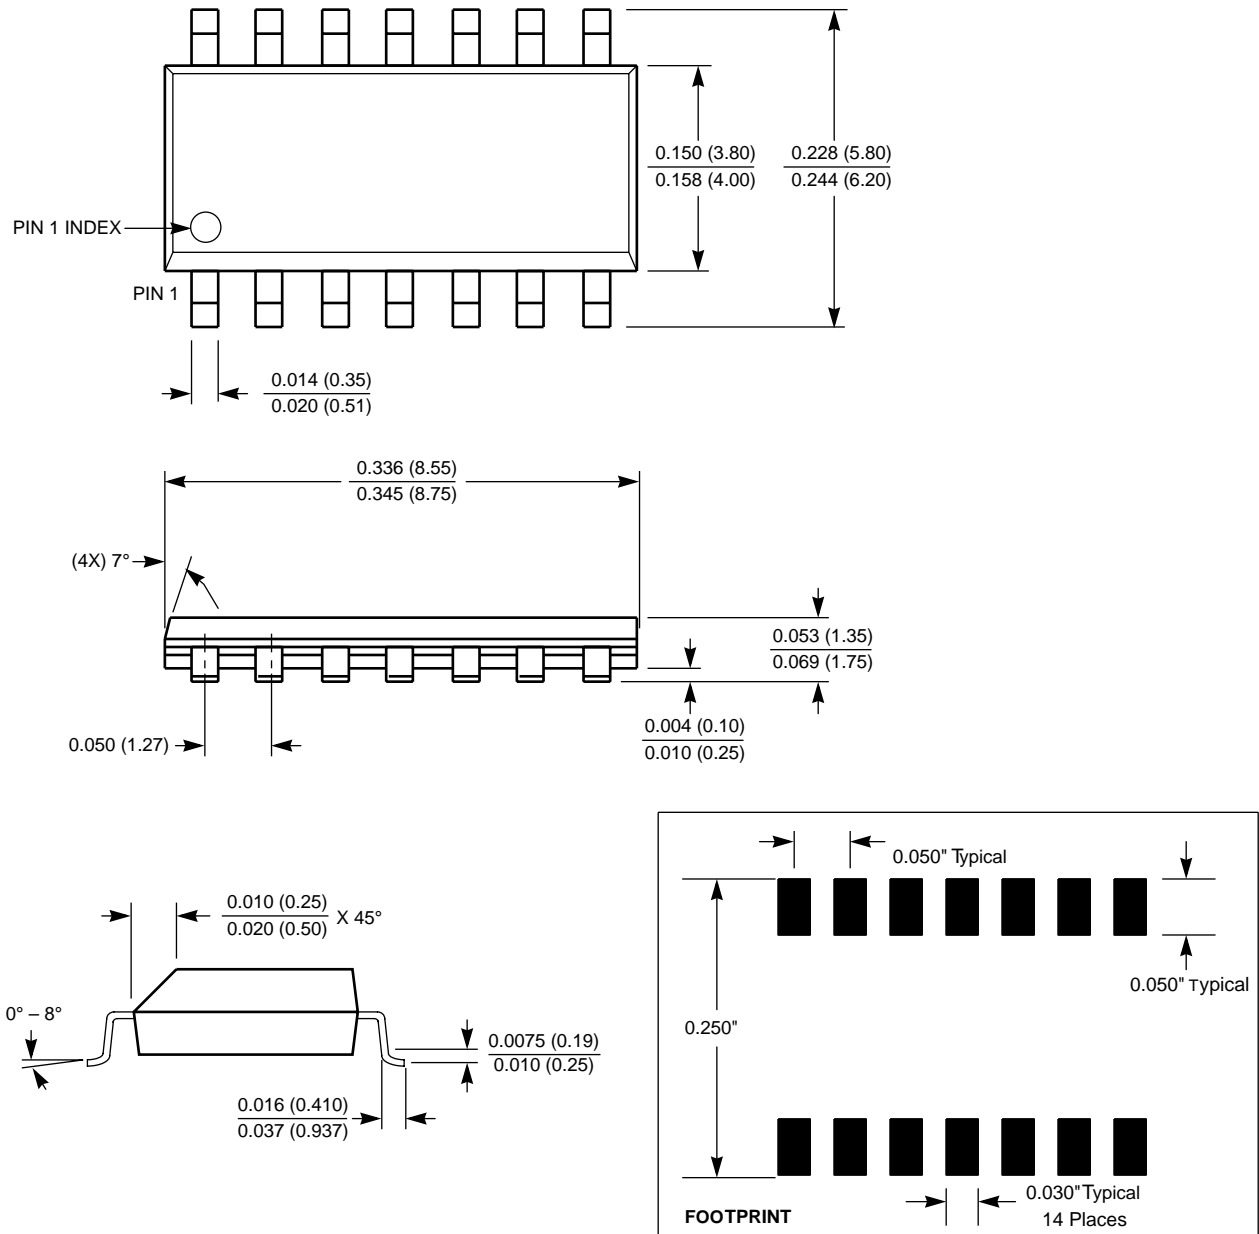 0.150 (3.80)
0.158 (4.00)
0.228 (5.80)
0.244 (6.20)
PIN 1 INDEX
PIN 1
0.014 (0.35)
0.020 (0.51)
0.336 (8.55)
0.345 (8.75)
(4X) 7°
0.053 (1.35)
0.069 (1.75)
0.004 (0.10)
0.010 (0.25)
0.050 (1.27)
0.050" Typical
0.010 (0.25)
0.020 (0.50)
X 45°
0.050" Typical
0° – 8°
0.250"
0.0075 (0.19)
0.010 (0.25)
0.016 (0.410)
0.037 (0.937)
0.030" Typical
14 Places
FOOTPRINT